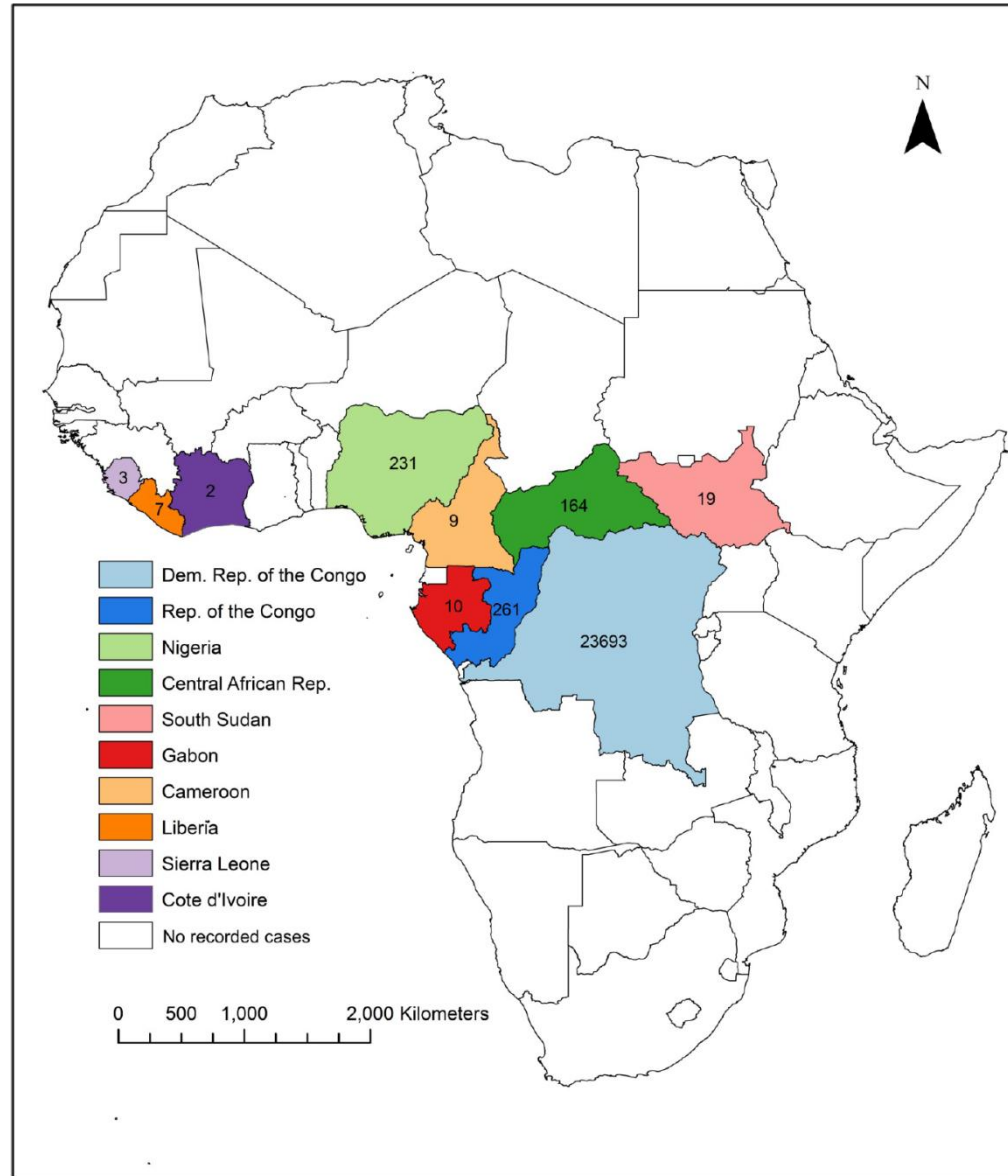 N
231
3
2
7
9
164
19
10
261
23693
Dem. Rep. of the Congo
Rep. of the Congo
Nigeria
Central African Rep.
South Sudan
Gabon
Cameroon
Liberia
Sierra Leone
Cote d'Ivoire
No recorded cases
0 500 1,000 2,000 Kilometers